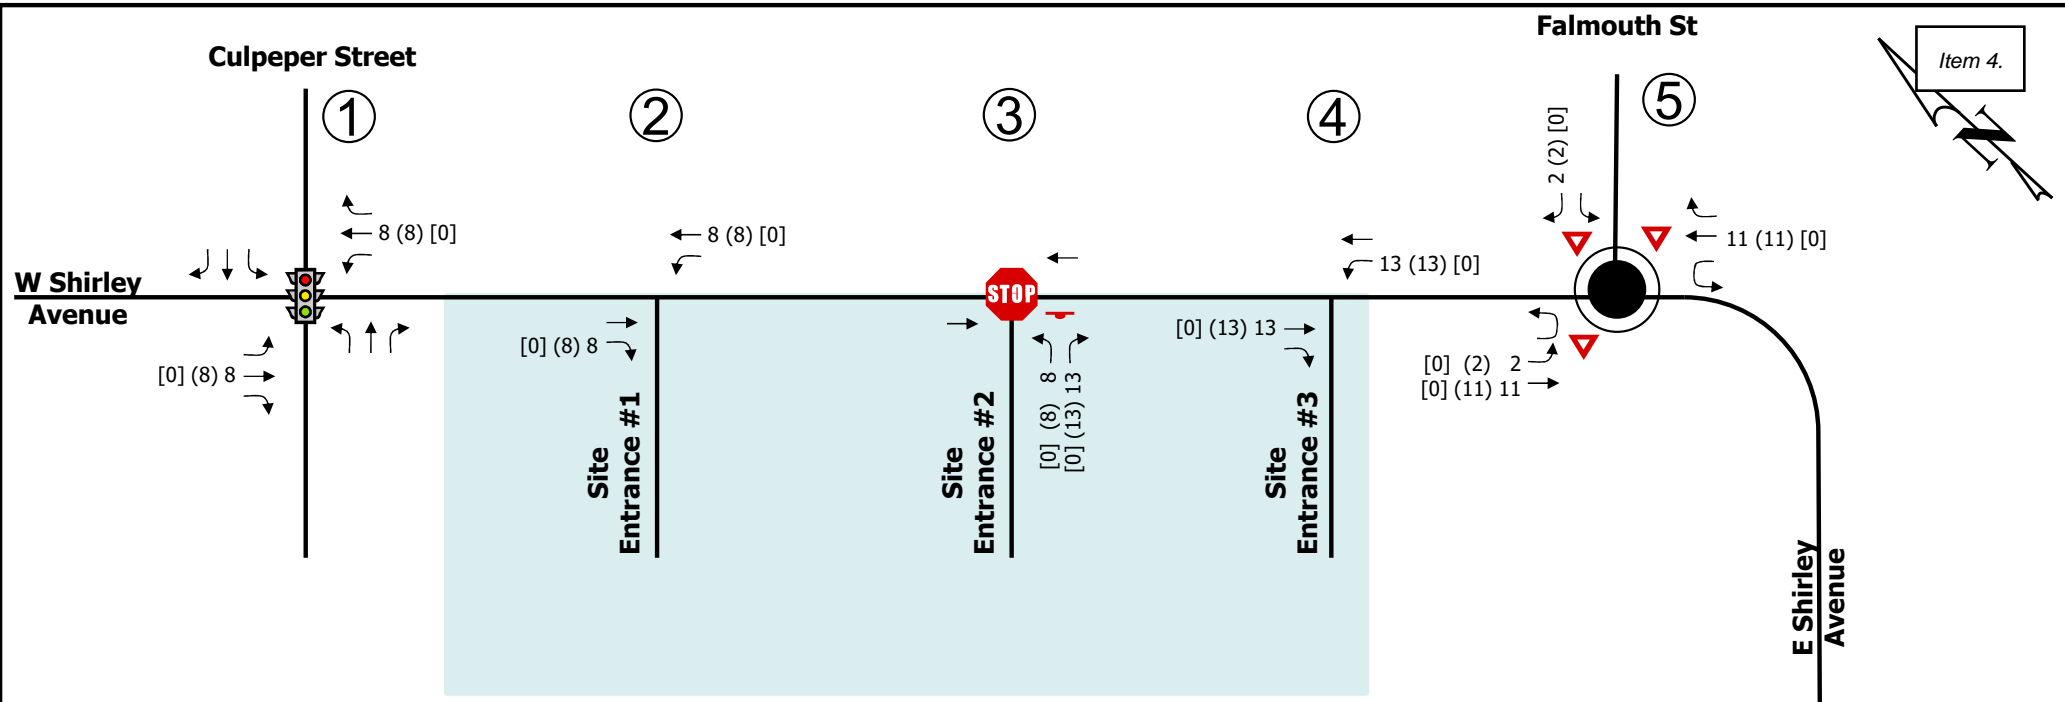 Falmouth St
Item 4.
Culpeper Street
1
2
3
4
5
2 (2) [0]
8 (8) [0]
8 (8) [0]
13 (13) [0]
11 (11) [0]
W Shirley
Avenue
STOP
[0] (8) 8
[0] (8) 8
[0] (13) 13
[0] (2) 2
[0] (11) 11
[0] (8) 8
[0] (13) 13
Site
Entrance #1
Site
Entrance #2
Site
Entrance #3
E Shirley
Avenue
N